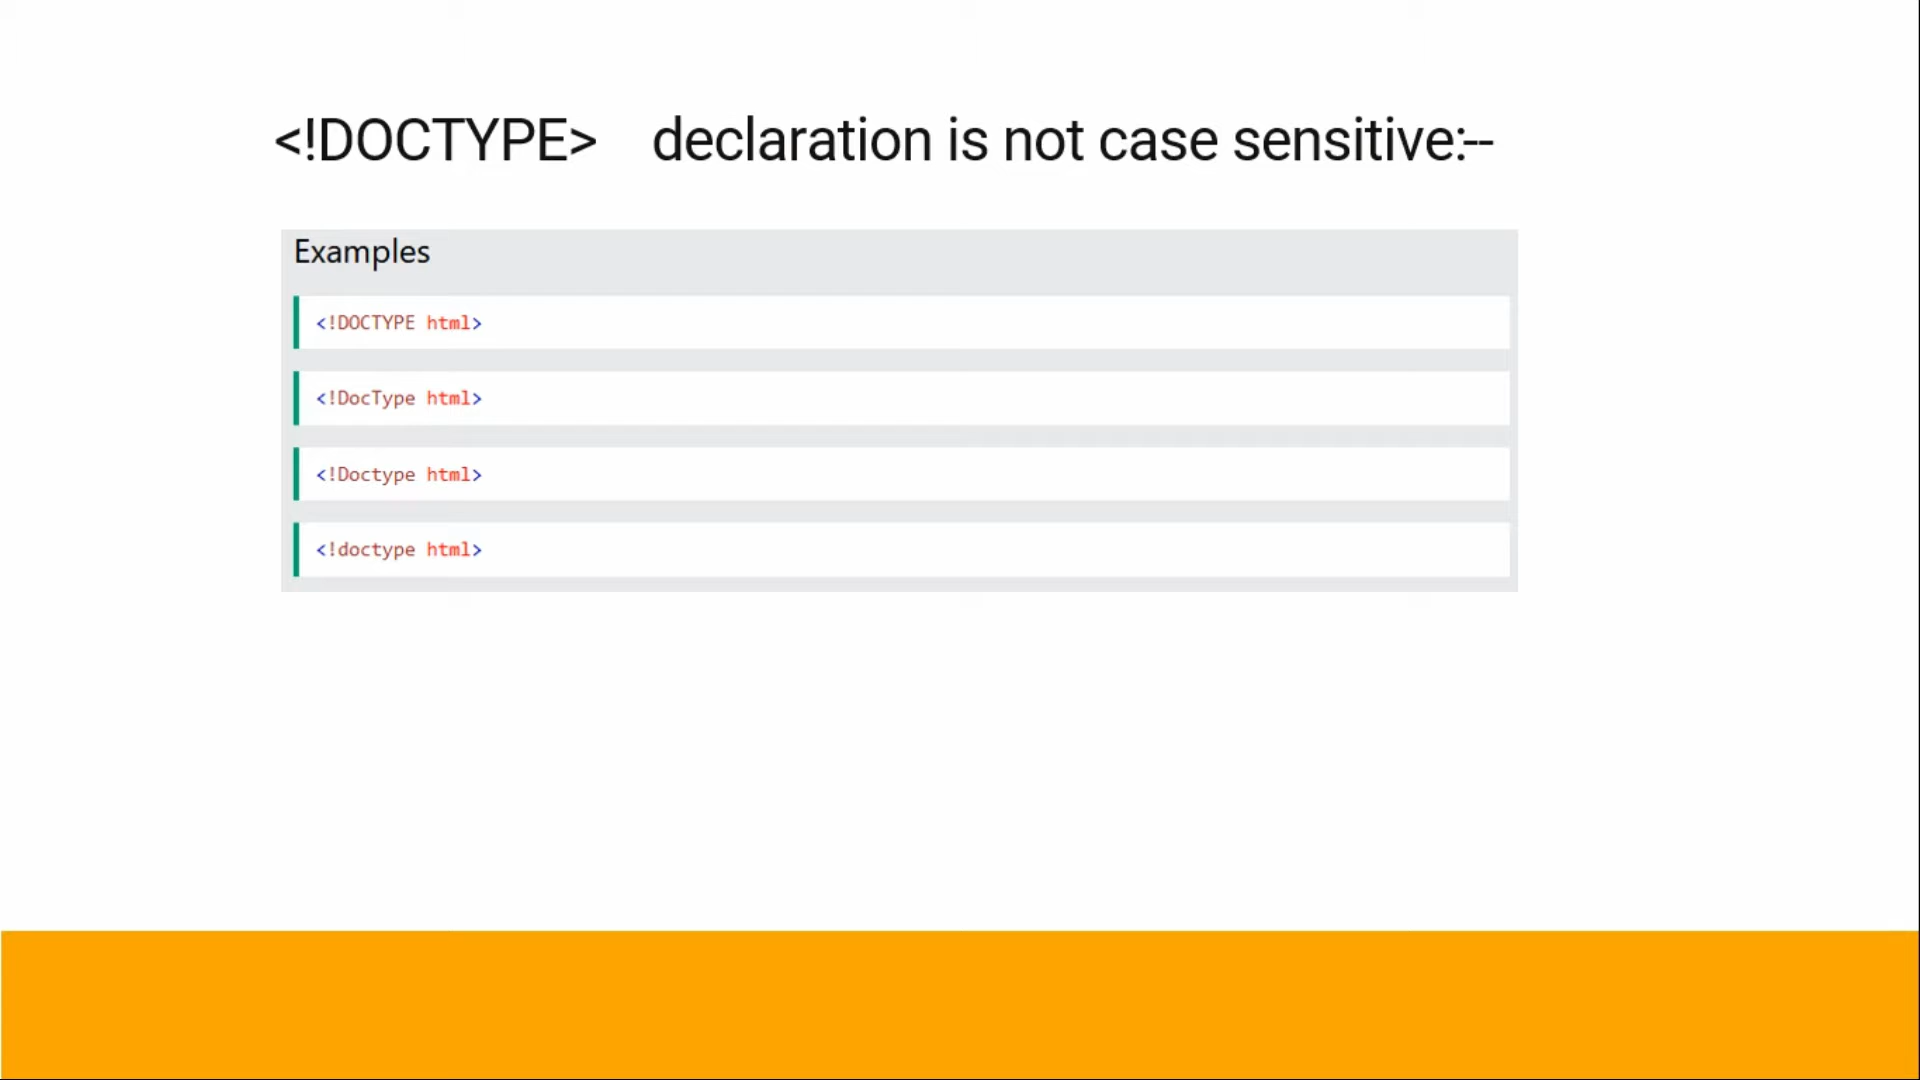 <!DOCTYPE> declaration is not case sensitive:--
Examples
<!DOCTYPE html>
<!DocType html>
<!Doctype html>
<!doctype html>